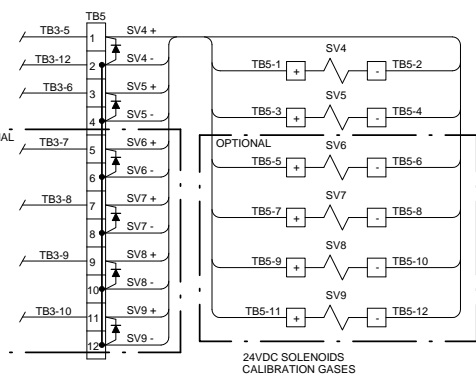 TB5
TB3-5 1 SV4 +
TB3-12 2 SV4 -
TB3-6 3 SV5 +
4 SV5 -
NAL
TB3-7 5 SV6 +
6 SV6 -
TB3-8 7 SV7 +
8 SV7 -
TB3-9 9 SV8 +
10 SV8 -
TB3-10 11 SV9 +
12 SV9 -
SV4
TB5-1 + - TB5-2
SV5
TB5-3 + - TB5-4
OPTIONAL
SV6
TB5-5 + - TB5-6
SV7
TB5-7 + - TB5-8
SV8
TB5-9 + - TB5-10
SV9
TB5-11 + - TB5-12
24VDC SOLENOIDS
CALIBRATION GASES